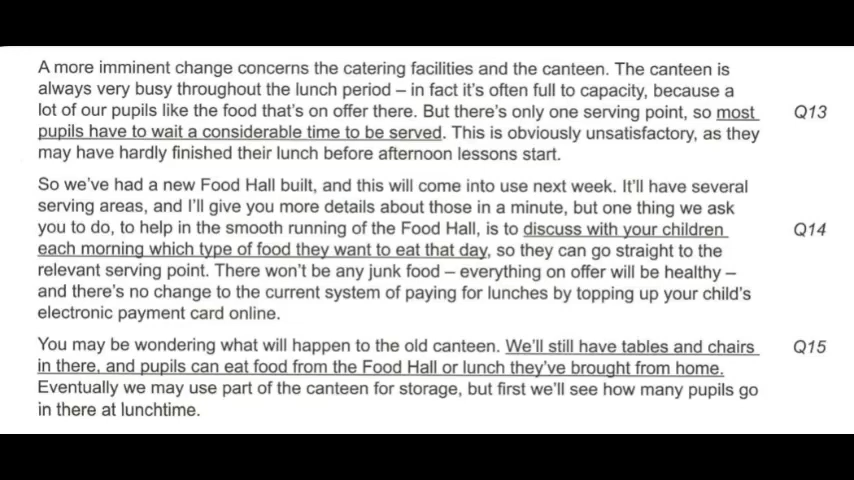 A more imminent change concerns the catering facilities and the canteen. The canteen is
always very busy throughout the lunch period – in fact it's often full to capacity, because a
lot of our pupils like the food that's on offer there. But there's only one serving point, so most Q13
pupils have to wait a considerable time to be served. This is obviously unsatisfactory, as they
may have hardly finished their lunch before afternoon lessons start.
So we've had a new Food Hall built, and this will come into use next week. It'll have several
serving areas, and I'll give you more details about those in a minute, but one thing we ask
you to do, to help in the smooth running of the Food Hall, is to discuss with your children Q14
each morning which type of food they want to eat that day, so they can go straight to the
relevant serving point. There won't be any junk food – everything on offer will be healthy –
and there's no change to the current system of paying for lunches by topping up your child's
electronic payment card online.
You may be wondering what will happen to the old canteen. We'll still have tables and chairs Q15
in there, and pupils can eat food from the Food Hall or lunch they've brought from home.
Eventually we may use part of the canteen for storage, but first we'll see how many pupils go
in there at lunchtime.